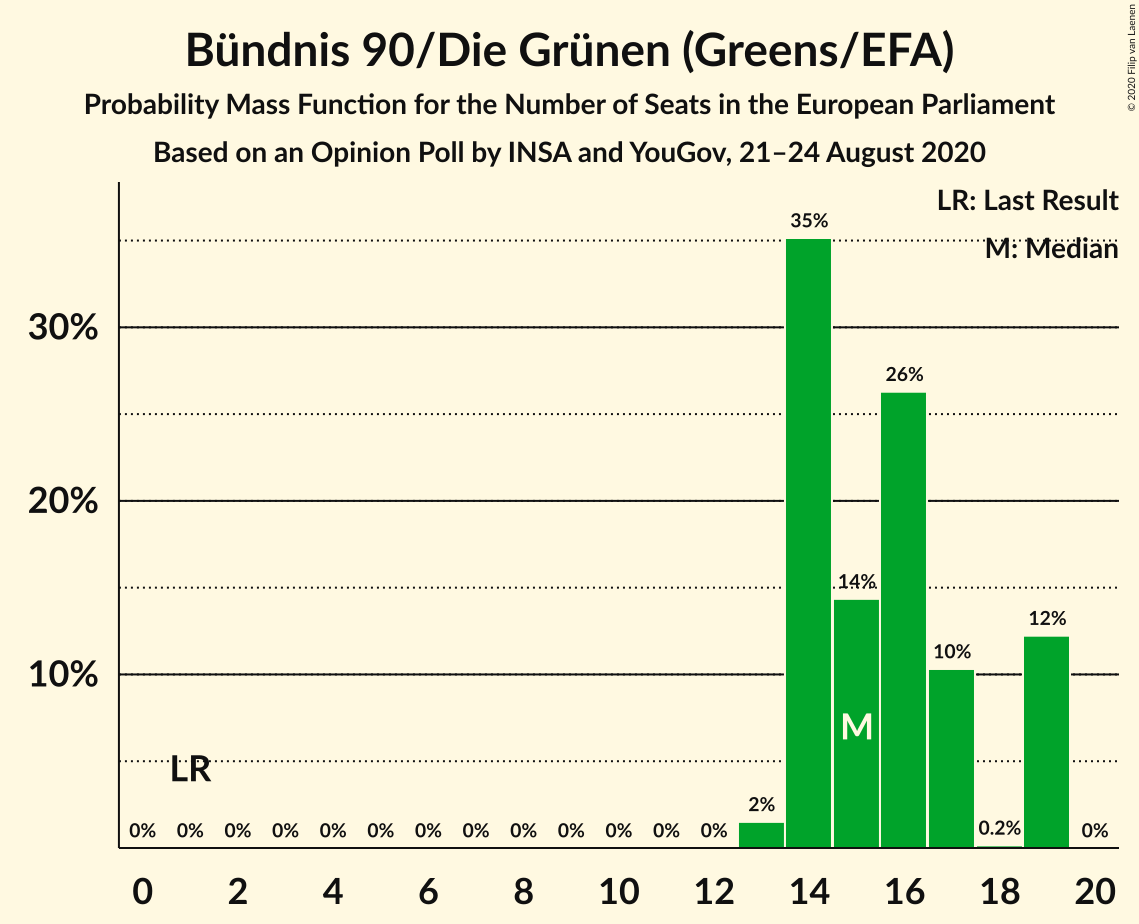 Bündnis 90/Die Grünen (Greens/EFA)
Probability Mass Function for the Number of Seats in the European Parliament
Based on an Opinion Poll by INSA and YouGov, 21–24 August 2020
© 2020 Filip van Laenen
LR: Last Result
M: Median
35%
30%
26%
20%
14%
12%
10%
10%
M
LR
2%
0% 0% 0% 0% 0% 0% 0% 0% 0% 0% 0% 0% 0% 0.2% 0%
0 2 4 6 8 10 12 14 16 18 20